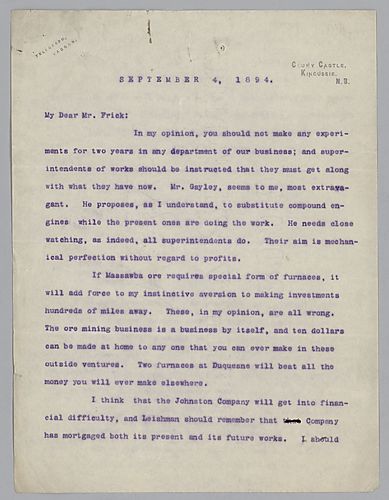 TELEGRAMS,
CLUNY CASTLE,
KINGUSSIE,
N.B.
SEPTEMBER 4, 1894.
My Dear Mr. Frick:
In my opinion, you should not make any experi-
ments for two years in any department of our business; and super-
intendents of works should be instructed that they must get along
with what they have now. Mr. Gayley, seems to me, most extrava-
gant. He proposes, as I understand, to substitute compound en-
gines while the present ones are doing the work. He needs close
watching, as indeed, all superintendents do. Their aim is mechan-
ical perfection without regard to profits.
If Massawba ore requires special form of furnaces, it
will add force to my instinctive aversion to making investments
hundreds of miles away. These, in my opinion, are all wrong.
The ore mining business is a business by itself, and ten dollars
can be made at home to any one that you can ever make in these
outside ventures. Two furnaces at Duquesne will beat all the
money you will ever make elsewhere.
I think that the Johnston Company will get into finan-
cial difficulty, and Leishman should remember that Company
has mortgaged both its present and its future works. I should